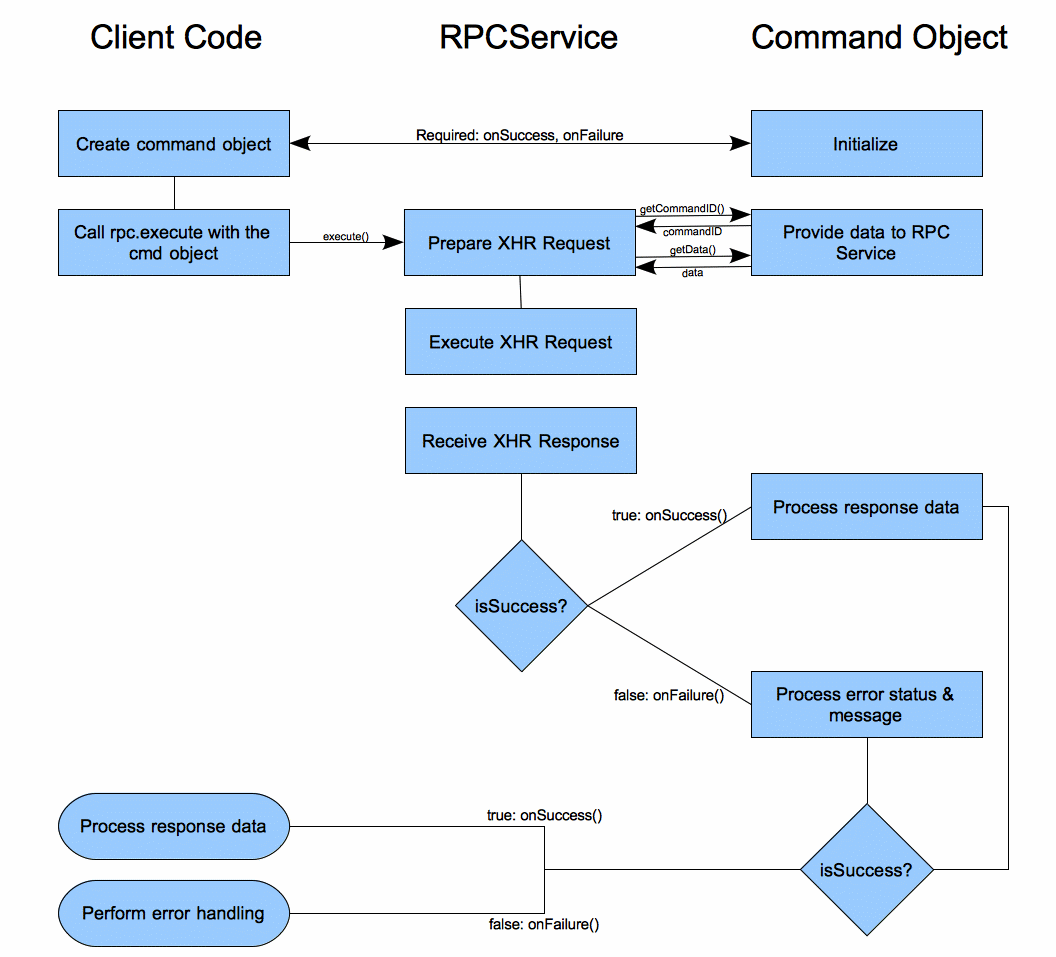 Client Code
RPCService
Command Object
Create command object
Required: onSuccess, onFailure
Initialize
Call rpc.execute with the
cmd object
execute()
Prepare XHR Request
getCommandID()
commandID
getData()
data
Provide data to RPC
Service
Execute XHR Request
Receive XHR Response
true: onSuccess()
Process response data
isSuccess?
false: onFailure()
Process error status &
message
true: onSuccess()
Process response data
isSuccess?
Perform error handling
false: onFailure()